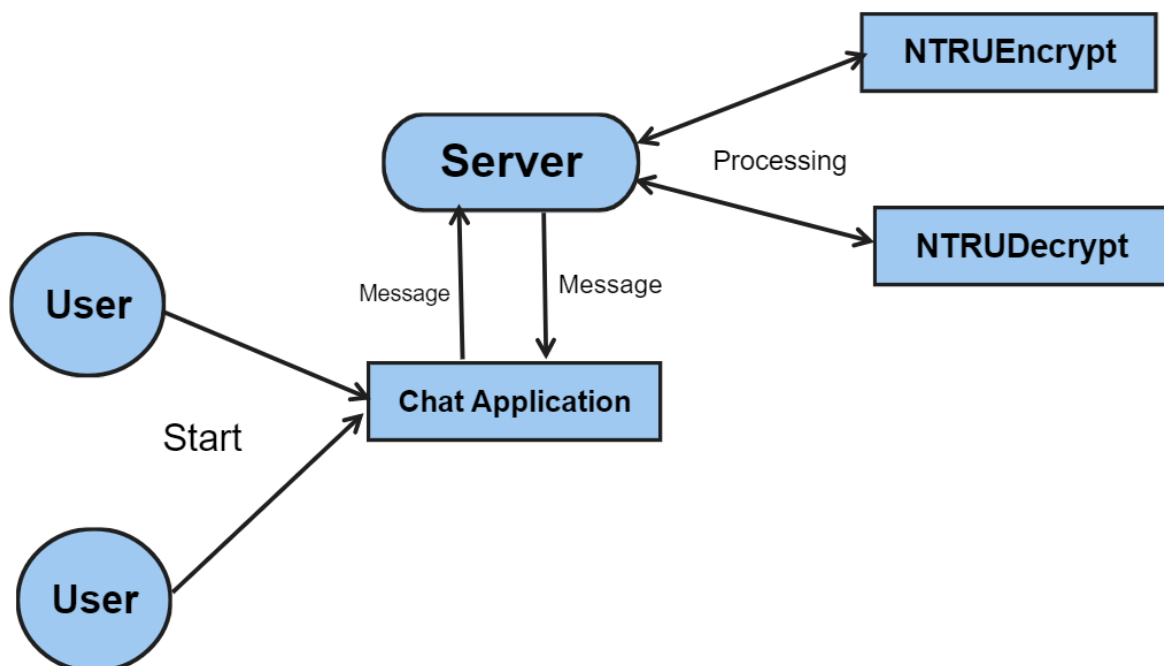 NTRUEncrypt
Server
Processing
NTRUDecrypt
User
Message
Message
Chat Application
Start
User